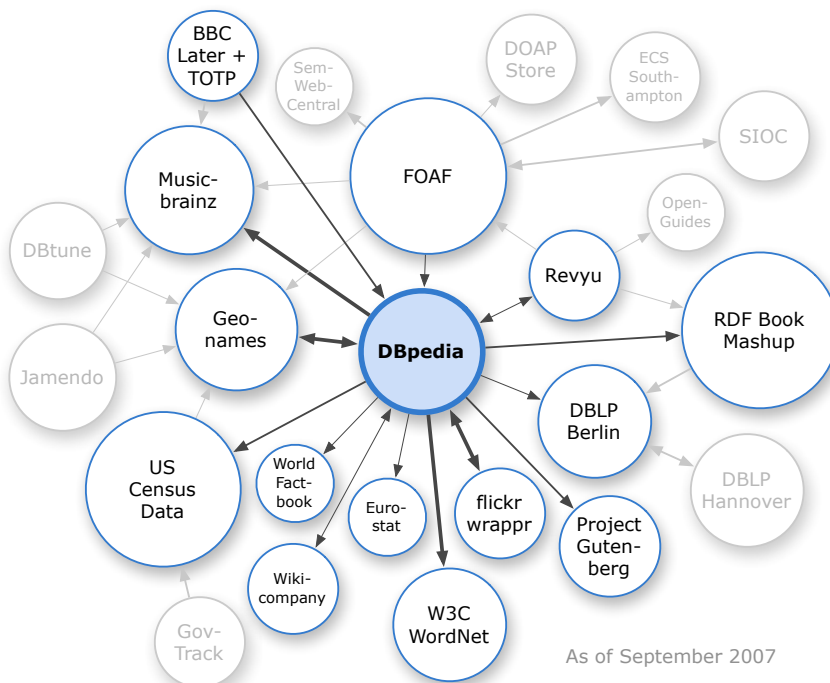 BBC
Later +
TOTP
Sem-
Web-
Central
DOAP
Store
ECS
South-
ampton
SIOC
Music-
brainz
FOAF
Open-
Guides
DBtune
Revyu
Geo-
names
DBpedia
RDF Book
Mashup
Jamendo
DBLP
Berlin
US
Census
Data
World
Fact-
book
Euro-
stat
flickr
wrappr
DBLP
Hannover
Project
Guten-
berg
Wiki-
company
W3C
WordNet
Gov-
Track
As of September 2007